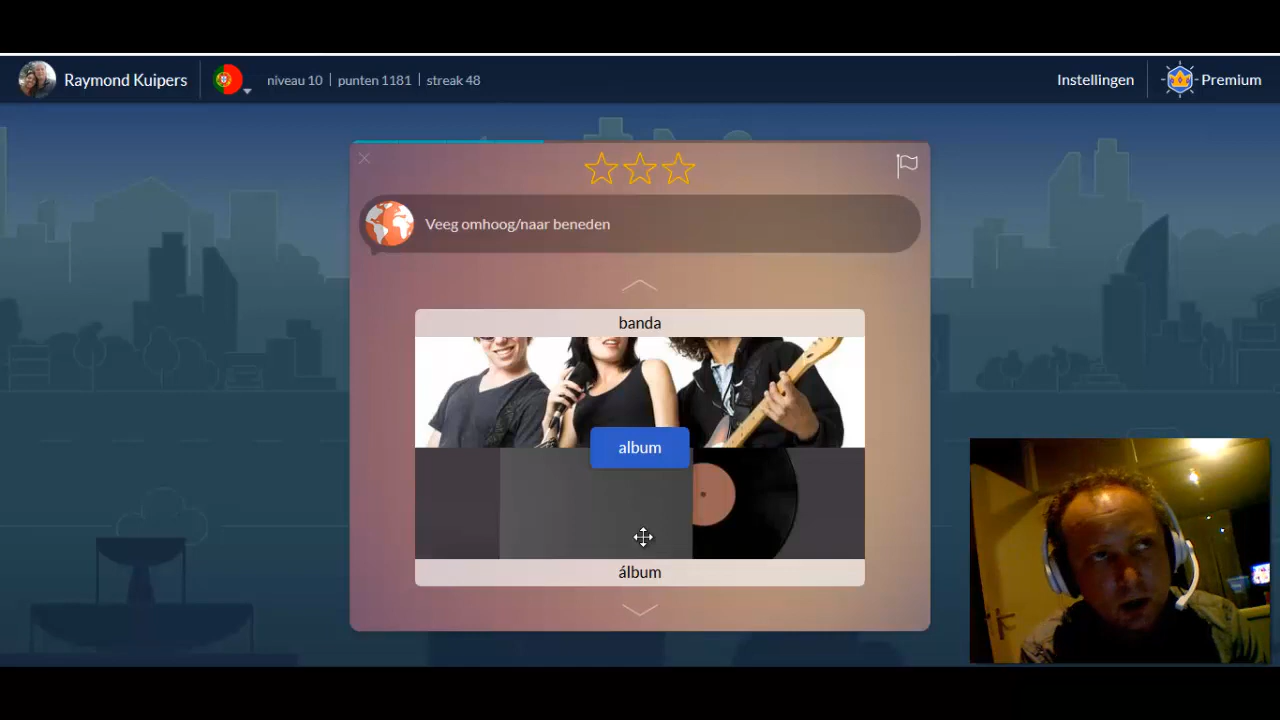 Raymond Kuipers
niveau 10 | punten 1181 | streak 48
Instellingen
Premium
Veeg omhoog/naar beneden
banda
album
álbum